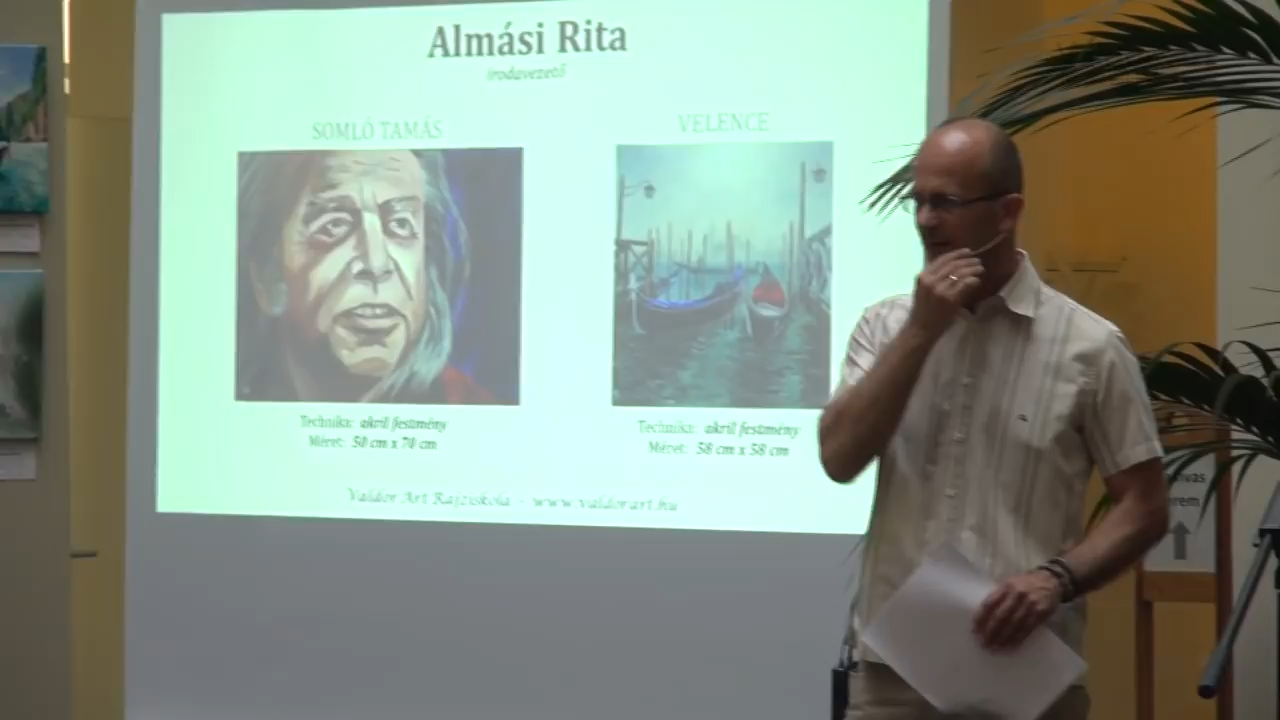 Almási Rita
irodavezető
SOMLÓ TAMÁS
VELENCE
Technika: akril festmény
Méret: 50 cm x 70 cm
Technika: akril festmény
Méret: 58 cm x 58 cm
Valdor Art Rajziskola - www.valdorart.hu